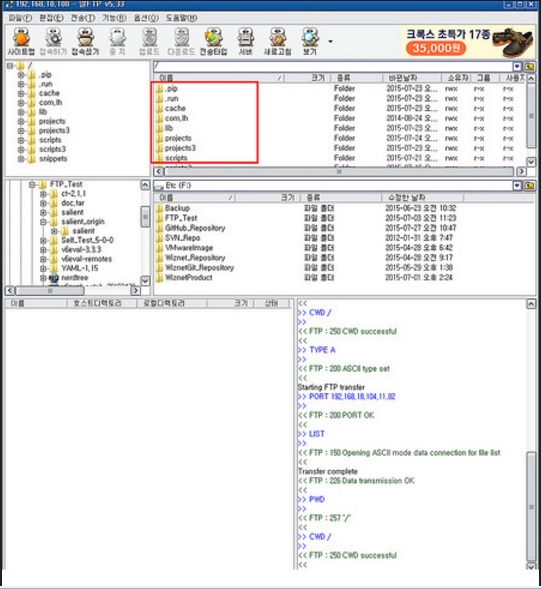 192,168,18,188 - 알FTP v5,33
파일(F) 편집(E) 전송(T) 기능(R) 옵션(O) 도움말(H)
사이트맵 접속하기 접속끊기 중 지 업로드 다운로드 전송타입 서버 새로고침 보기
크록스 초특가 17종
35,000원
/
.pip
.run
cache
com,lh
lib
projects
projects3
scripts
scripts3
snippets
/
이름 / 크기 종류 바뀐날짜 소유자 그룹 사용자
.pip Folder 2015-07-23 오... rwx r-x r-x
.run Folder 2015-07-23 오... rwx r-x r-x
cache Folder 2015-07-23 오... rwx r-x r-x
com,lh Folder 2014-08-24 오... rwx r-x r-x
lib Folder 2015-07-23 오... rwx r-x r-x
projects Folder 2015-07-23 오... rwx r-x r-x
projects3 Folder 2015-07-23 오... rwx r-x r-x
scripts Folder 2015-07-21 오... rwx r-x r-x
FTP_Test
ct-2,1,1
doc,tar
salient
salient_origin
salient
Self_Test_5-0-0
v6eval-3,3,3
v6eval-remotes
YAML-1,15
nerdtree
Etc (F:)
이름 / 크기 종류 수정한 날짜
Backup 파일 폴더 2015-06-23 오전 10:32
FTP_Test 파일 폴더 2015-07-03 오전 11:23
GitHub_Repository 파일 폴더 2015-07-27 오전 10:47
SVN_Repo 파일 폴더 2012-01-31 오후 7:47
VMwareImage 파일 폴더 2015-04-28 오후 6:42
Wiznet_Repository 파일 폴더 2015-04-28 오전 9:17
WiznetGit_Repository 파일 폴더 2015-05-29 오후 1:38
WiznetProduct 파일 폴더 2015-07-01 오후 2:24
이름 호스트디렉토리 로컬디렉토리 크기 상태
<<
>> CWD /
>>
<< FTP : 250 CWD successful
<<
>> TYPE A
>>
<< FTP : 200 ASCII type set
<<
Starting FTP transfer
>> PORT 192,168,18,104,11,82
>>
<< FTP : 200 PORT OK
<<
>> LIST
>>
<< FTP : 150 Opening ASCII mode data connection for file list
<<
Transfer complete
<< FTP : 226 Data transmission OK
<<
>> PWD
>>
<< FTP : 257 "/"
<<
>> CWD /
>>
<< FTP : 250 CWD successful
<<